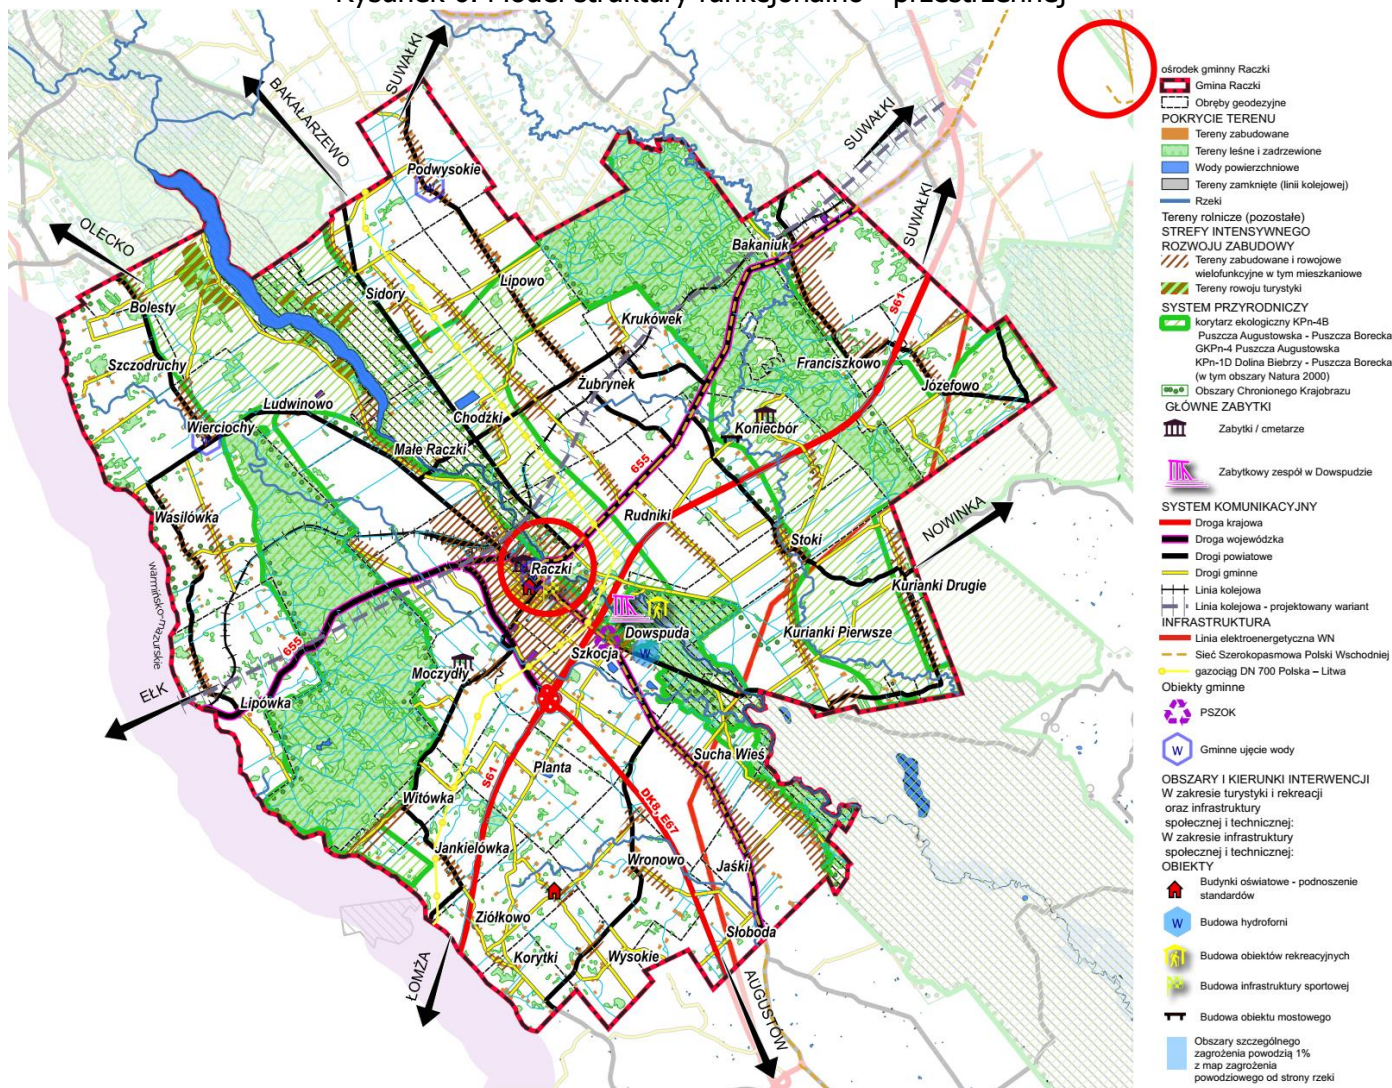 Rysunek 6. Model struktury funkcjonalno - przestrzennej
SUWAŁKI
BAKAŁARZEWO
SUWAŁKI
SUWAŁKI
OLECKO
Podwysokie
Bakaniuk
Lipowo
Sidory
Bolesty
Krukówek
S61
Szczodruchy
Franciszkowo
Józefowo
Żubrynek
Ludwinowo
Chodźki
Koniecbór
Wierciochy
Małe Raczki
655
Wasilówka
Rudniki
NOWINKA
Stoki
Raczki
Kurianki Drugie
warmińsko-mazurskie
Dowspuda
Kurianki Pierwsze
W
Szkocja
655
Moczydły
EŁK
Lipówka
Sucha Wieś
Planta
S61
DK8, E67
Witówka
Jankielówka
Wronowo
Jaśki
Ziółkowo
Słoboda
Korytki
Wysokie
ŁOMŻA
AUGUSTÓW
ośrodek gminny Raczki
Gmina Raczki
Obręby geodezyjne
POKRYCIE TERENU
Tereny zabudowane
Tereny leśne i zadrzewione
Wody powierzchniowe
Tereny zamknięte (linii kolejowej)
Rzeki
Tereny rolnicze (pozostałe)
STREFY INTENSYWNEGO
ROZWOJU ZABUDOWY
Tereny zabudowane i rowojowe
wielofunkcyjne w tym mieszkaniowe
Tereny rowoju turystyki
SYSTEM PRZYRODNICZY
korytarz ekologiczny KPn-4B
Puszcza Augustowska - Puszcza Borecka
GKPn-4 Puszcza Augustowska
KPn-1D Dolina Biebrzy - Puszcza Borecka
(w tym obszary Natura 2000)
Obszary Chronionego Krajobrazu
GŁÓWNE ZABYTKI
Zabytki / cmetarze
Zabytkowy zespół w Dowspudzie
SYSTEM KOMUNIKACYJNY
Droga krajowa
Droga wojewódzka
Drogi powiatowe
Drogi gminne
Linia kolejowa
Linia kolejowa - projektowany wariant
INFRASTRUKTURA
Linia elektroenergetyczna WN
Sieć Szerokopasmowa Polski Wschodniej
gazociąg DN 700 Polska – Litwa
Obiekty gminne
PSZOK
W Gminne ujęcie wody
OBSZARY I KIERUNKI INTERWENCJI
W zakresie turystyki i rekreacji
oraz infrastruktury
społecznej i technicznej:
W zakresie infrastruktury
społecznej i technicznej:
OBIEKTY
Budynki oświatowe - podnoszenie
standardów
W Budowa hydroforni
Budowa obiektów rekreacyjnych
Budowa infrastruktury sportowej
Budowa obiektu mostowego
Obszary szczególnego
zagrożenia powodzią 1%
z map zagrożenia
powodziowego od strony rzeki